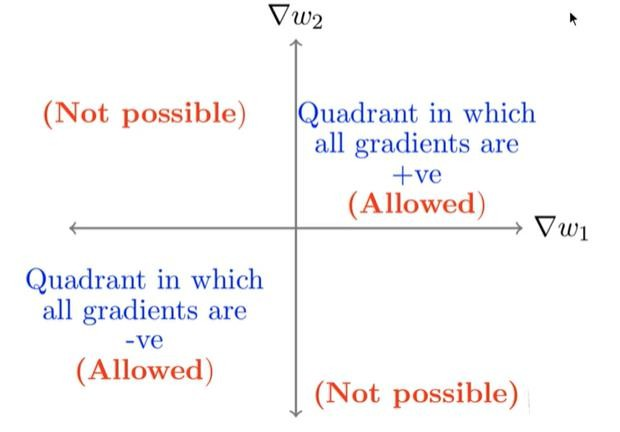 ∇w₂
(Not possible)
Quadrant in which
all gradients are
+ve
(Allowed)
∇w₁
Quadrant in which
all gradients are
-ve
(Allowed)
(Not possible)